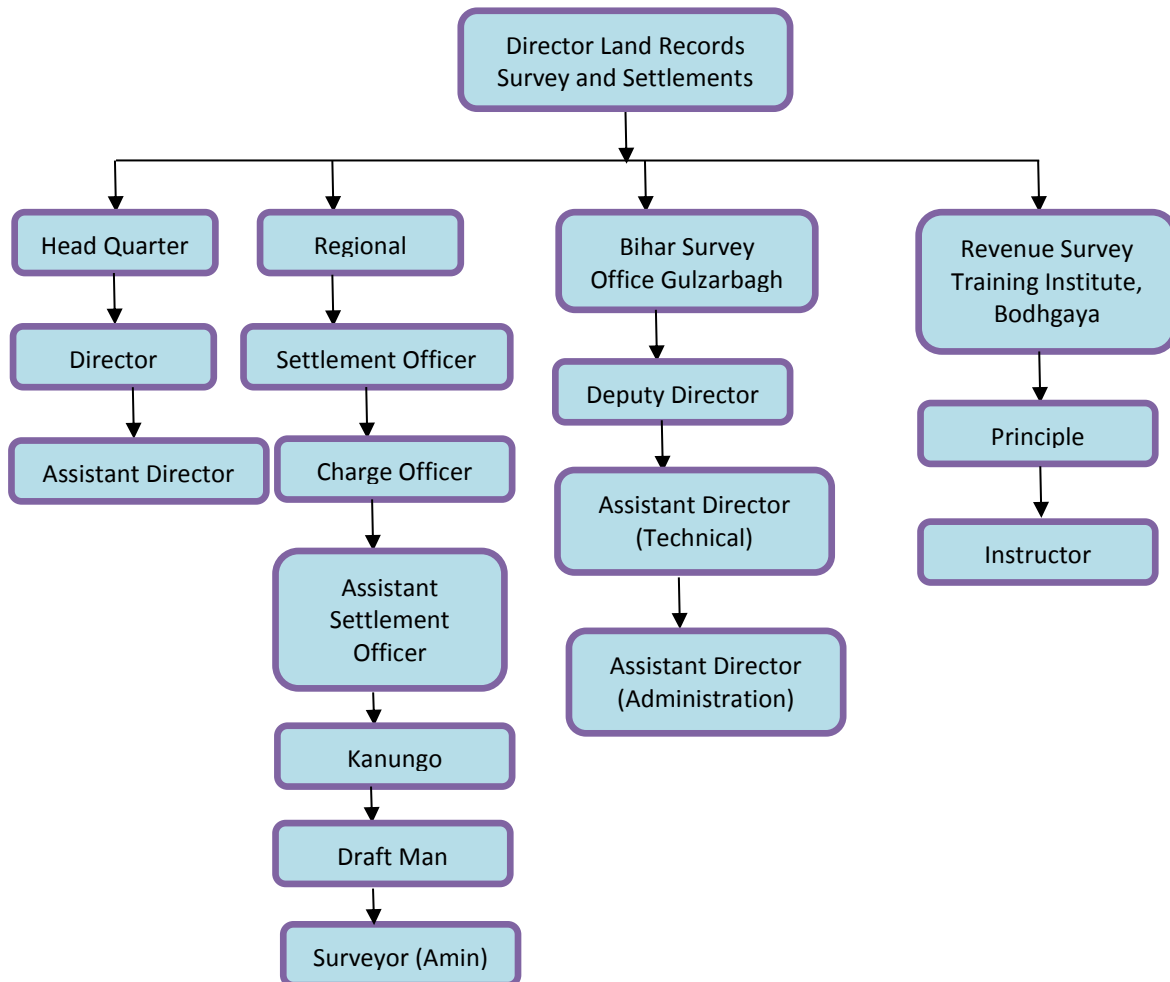 Director Land Records
Survey and Settlements
Head Quarter
Regional
Bihar Survey
Office Gulzarbagh
Revenue Survey
Training Institute,
Bodhgaya
Director
Settlement Officer
Deputy Director
Principle
Assistant Director
Charge Officer
Assistant Director
(Technical)
Instructor
Assistant
Settlement
Officer
Assistant Director
(Administration)
Kanungo
Draft Man
Surveyor (Amin)